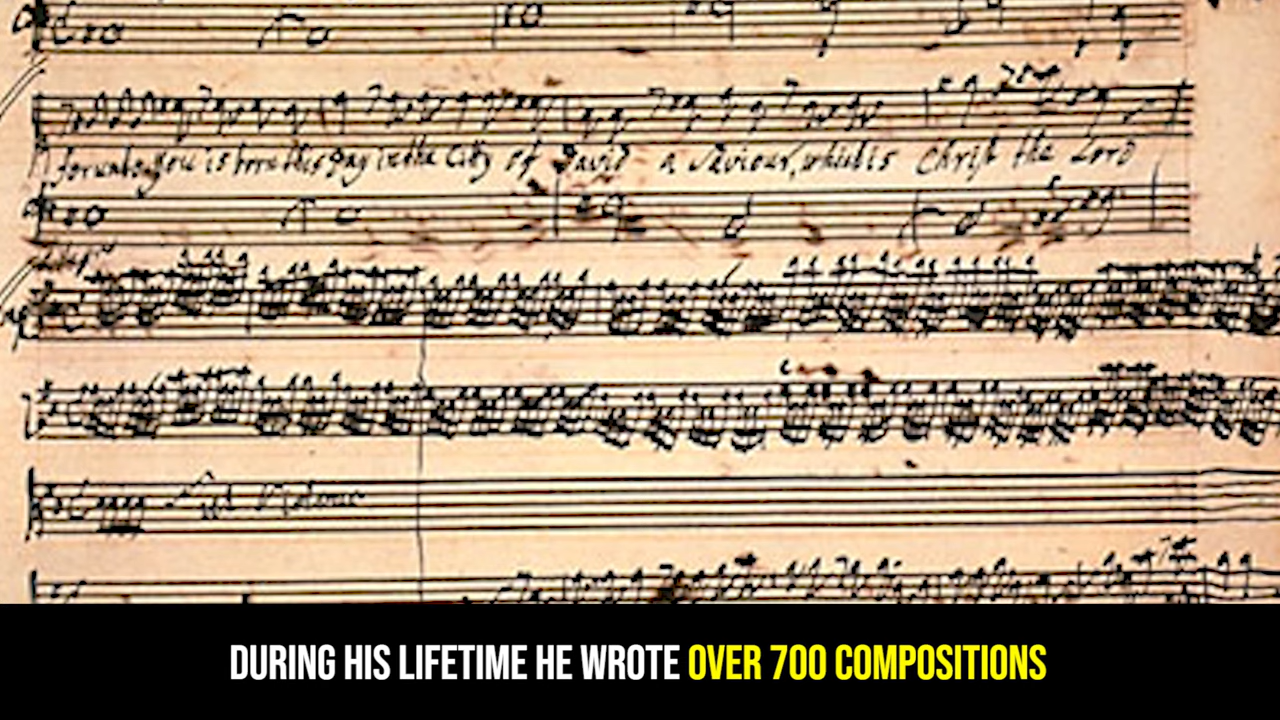 for unto you is born this Day in the City of David a Saviour, which is Christ the Lord
DURING HIS LIFETIME HE WROTE OVER 700 COMPOSITIONS